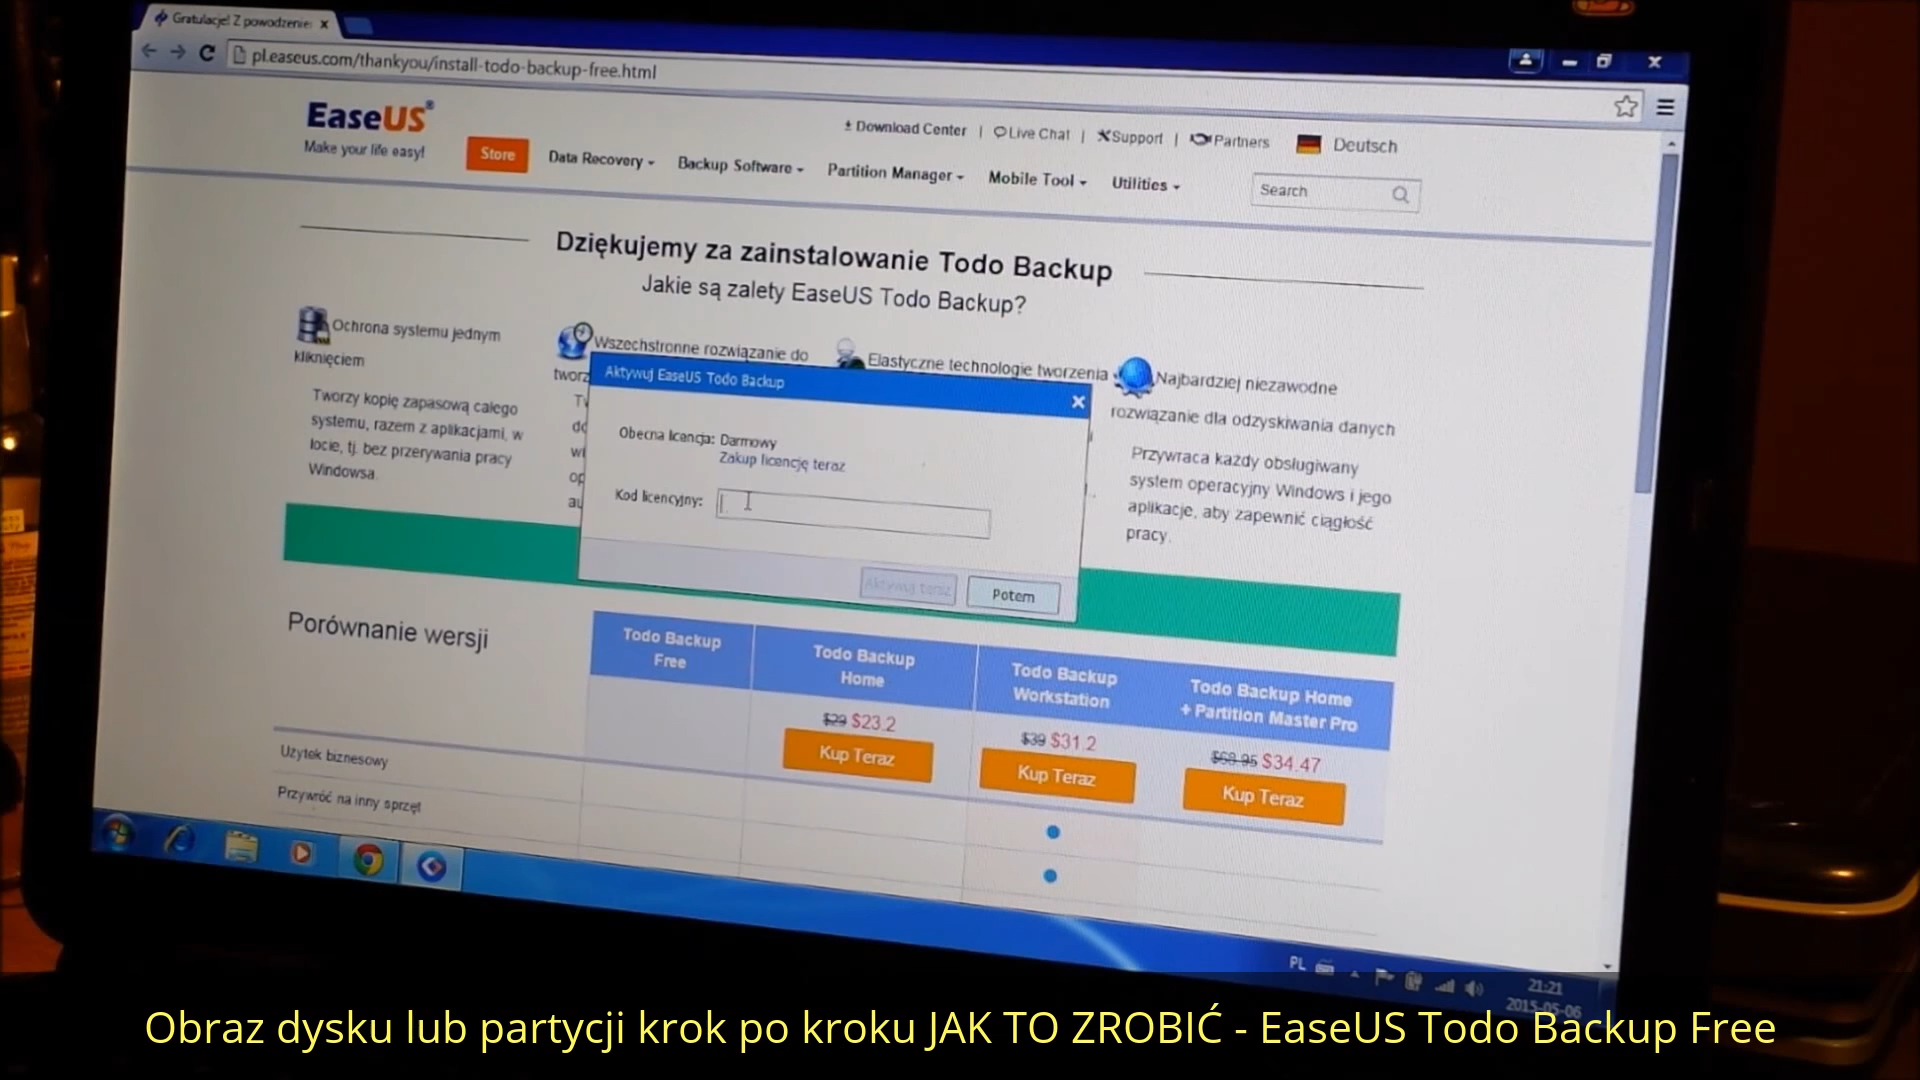 Gratulacje! Z powodzenie
pl.easeus.com/thankyou/install-todo-backup-free.html
EaseUS®
Make your life easy!
Download Center | Live Chat | Support | Partners Deutsch
Store Data Recovery Backup Software Partition Manager Mobile Tool Utilities
Search
Dziękujemy za zainstalowanie Todo Backup
Jakie są zalety EaseUS Todo Backup?
Ochrona systemu jednym
kliknięciem
Tworzy kopię zapasową całego
systemu, razem z aplikacjami, w
locie, tj. bez przerywania pracy
Windowsa.
Wszechstronne rozwiązanie do
tworz
Elastyczne technologie tworzenia
Najbardziej niezawodne
rozwiązanie dla odzyskiwania danych
Przywraca każdy obsługiwany
system operacyjny Windows i jego
aplikacje, aby zapewnić ciągłość
pracy.
Aktywuj EaseUS Todo Backup
Obecna licencja: Darmowy
Zakup licencję teraz
Kod licencyjny:
Aktywuj teraz
Potem
Porównanie wersji
Todo Backup
Free
Todo Backup
Home
Todo Backup
Workstation
Todo Backup Home
+ Partition Master Pro
$29 $23.2
Kup Teraz
$39 $31.2
Kup Teraz
$68.95 $34.47
Kup Teraz
Użytek biznesowy
Przywróć na inny sprzęt
PL
21:21
2015-05-06
Obraz dysku lub partycji krok po kroku JAK TO ZROBIĆ - EaseUS Todo Backup Free